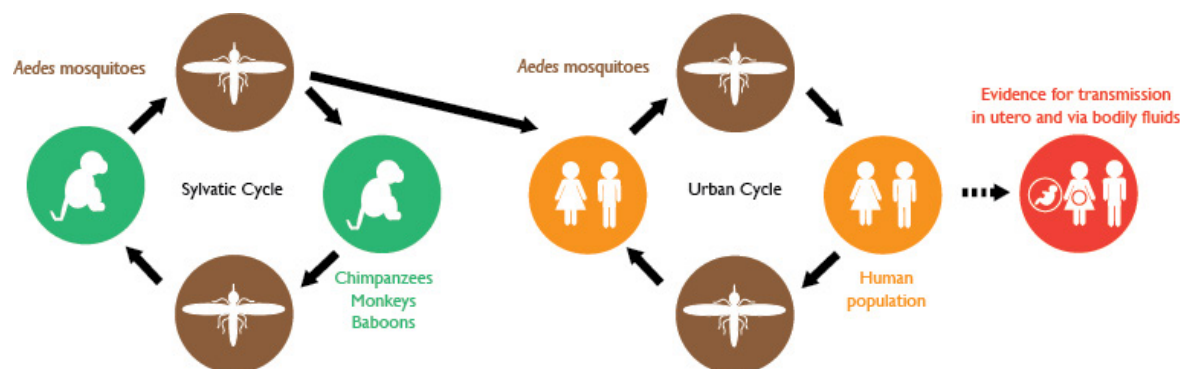 Aedes mosquitoes
Sylvatic Cycle
Chimpanzees
Monkeys
Baboons
Aedes mosquitoes
Urban Cycle
Human
population
Evidence for transmission
in utero and via bodily fluids